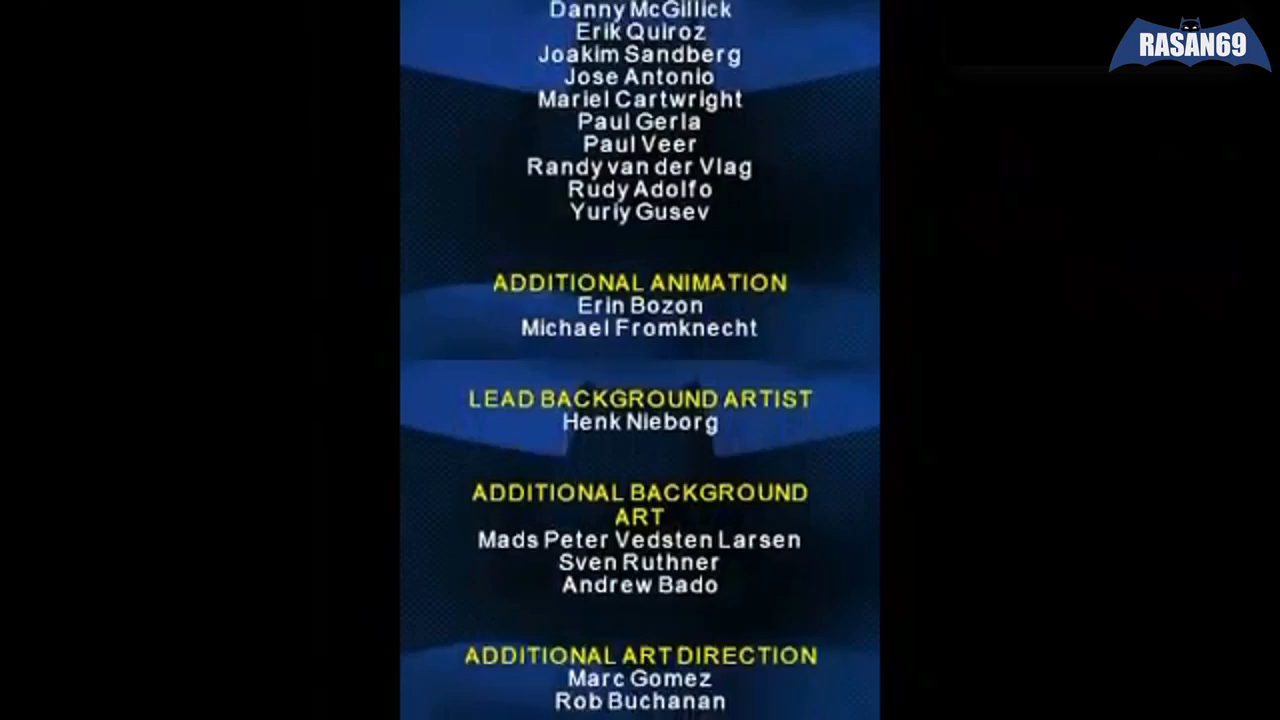 Danny McGillick
Erik Quiroz
Joakim Sandberg
Jose Antonio
Mariel Cartwright
Paul Gerla
Paul Veer
Randy van der Vlag
Rudy Adolfo
Yuriy Gusev
ADDITIONAL ANIMATION
Erin Bozon
Michael Fromknecht
LEAD BACKGROUND ARTIST
Henk Nieborg
ADDITIONAL BACKGROUND
ART
Mads Peter Vedsten Larsen
Sven Ruthner
Andrew Bado
ADDITIONAL ART DIRECTION
Marc Gomez
Rob Buchanan
RASAN69